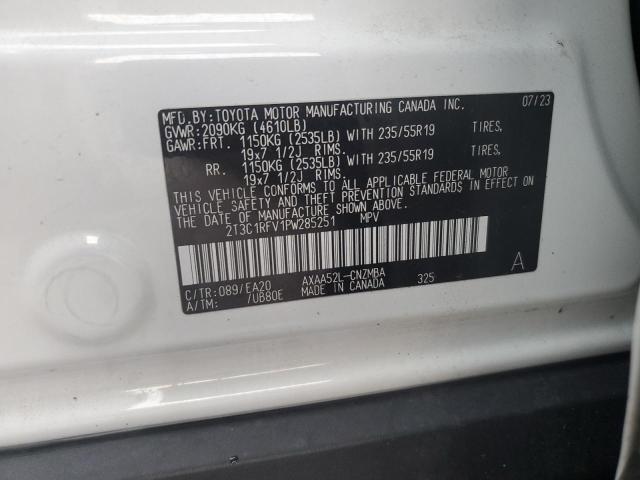 MFD.BY:TOYOTA MOTOR MANUFACTURING CANADA INC. 07/23
GVWR:2090KG (4610LB)
GAWR:FRT. 1150KG (2535LB) WITH 235/55R19 TIRES,
19x7 1/2J RIMS.
RR. 1150KG (2535LB) WITH 235/55R19 TIRES,
19x7 1/2J RIMS.
THIS VEHICLE CONFORMS TO ALL APPLICABLE FEDERAL MOTOR
VEHICLE SAFETY AND THEFT PREVENTION STANDARDS IN EFFECT ON
THE DATE OF MANUFACTURE SHOWN ABOVE.
2T3C1RFV1PW285251 MPV
C/TR:089/EA20 AXAA52L-CNZMBA 325 A
A/TM: /UB80E MADE IN CANADA